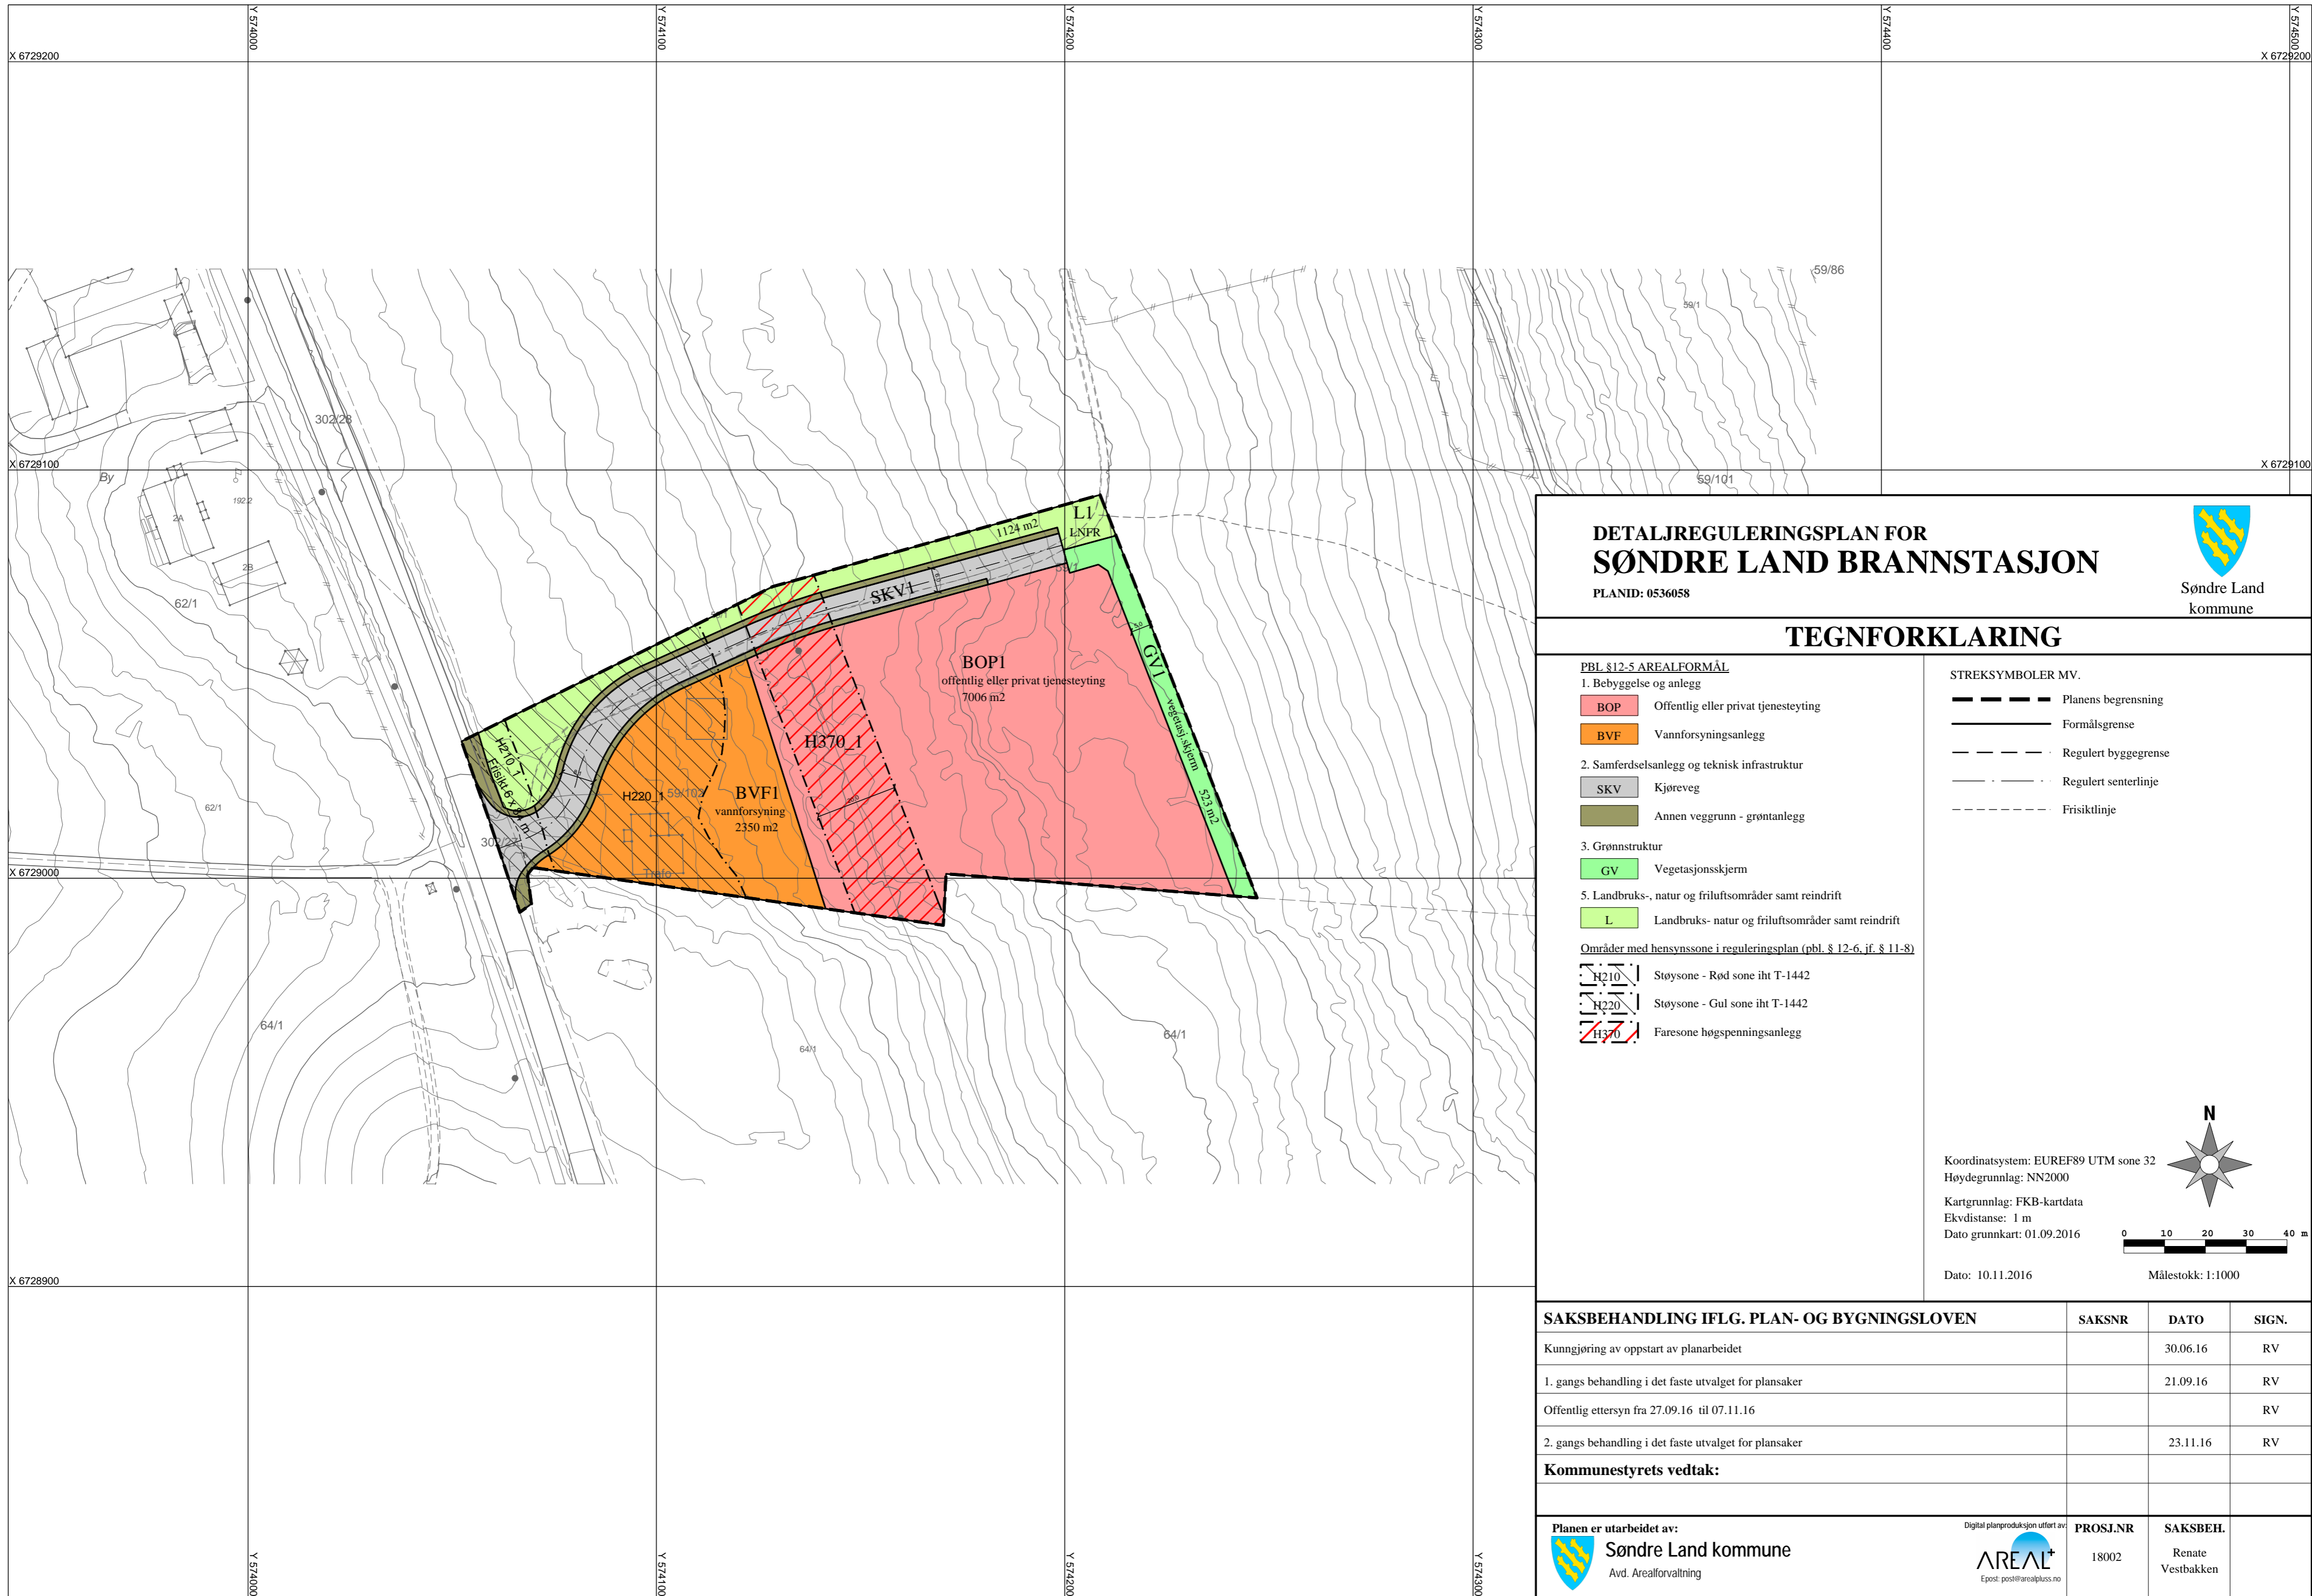 Y 574000
Y 574100
Y 574200
Y 574300
Y 574400
Y 574500
X 6729200
X 6729200
59/86
59/1
302/28
X 6729100
X 6729100
By
59/101
192.2
2A
2B
62/1
L1
LNFR
1124 m2
SKV1
BOP1
offentlig eller privat tjenesteyting
7006 m2
GV1
vegetasj.skjerm
523 m2
H370_1
H210_1
Frisikt 6 x
H220_1
59/102
BVF1
vannforsyning
2350 m2
62/1
302/27
Trafo
X 6729000
64/1
64/1
64/1
X 6728900
Y 574000
Y 574100
Y 574200
Y 574300
DETALJREGULERINGSPLAN FOR
SØNDRE LAND BRANNSTASJON
PLANID: 0536058
Søndre Land
kommune
TEGNFORKLARING
PBL §12-5 AREALFORMÅL
1. Bebyggelse og anlegg
BOP Offentlig eller privat tjenesteyting
BVF Vannforsyningsanlegg
2. Samferdselsanlegg og teknisk infrastruktur
SKV Kjøreveg
Annen veggrunn - grøntanlegg
3. Grønnstruktur
GV Vegetasjonsskjerm
5. Landbruks-, natur og friluftsområder samt reindrift
L Landbruks- natur og friluftsområder samt reindrift
Områder med hensynssone i reguleringsplan (pbl. § 12-6, jf. § 11-8)
H210 Støysone - Rød sone iht T-1442
H220 Støysone - Gul sone iht T-1442
H370 Faresone høgspenningsanlegg
STREKSYMBOLER MV.
Planens begrensning
Formålsgrense
Regulert byggegrense
Regulert senterlinje
Frisiktlinje
N
Koordinatsystem: EUREF89 UTM sone 32
Høydegrunnlag: NN2000
Kartgrunnlag: FKB-kartdata
Ekvdistanse: 1 m
Dato grunnkart: 01.09.2016
0 10 20 30 40 m
Dato: 10.11.2016
Målestokk: 1:1000
SAKSBEHANDLING IFLG. PLAN- OG BYGNINGSLOVEN SAKSNR DATO SIGN.
Kunngjøring av oppstart av planarbeidet 30.06.16 RV
1. gangs behandling i det faste utvalget for plansaker 21.09.16 RV
Offentlig ettersyn fra 27.09.16 til 07.11.16 RV
2. gangs behandling i det faste utvalget for plansaker 23.11.16 RV
Kommunestyrets vedtak:
Planen er utarbeidet av:
Søndre Land kommune
Avd. Arealforvaltning
Digital planproduksjon utført av:
AREAL+
Epost: post@arealpluss.no
PROSJ.NR
18002
SAKSBEH.
Renate
Vestbakken